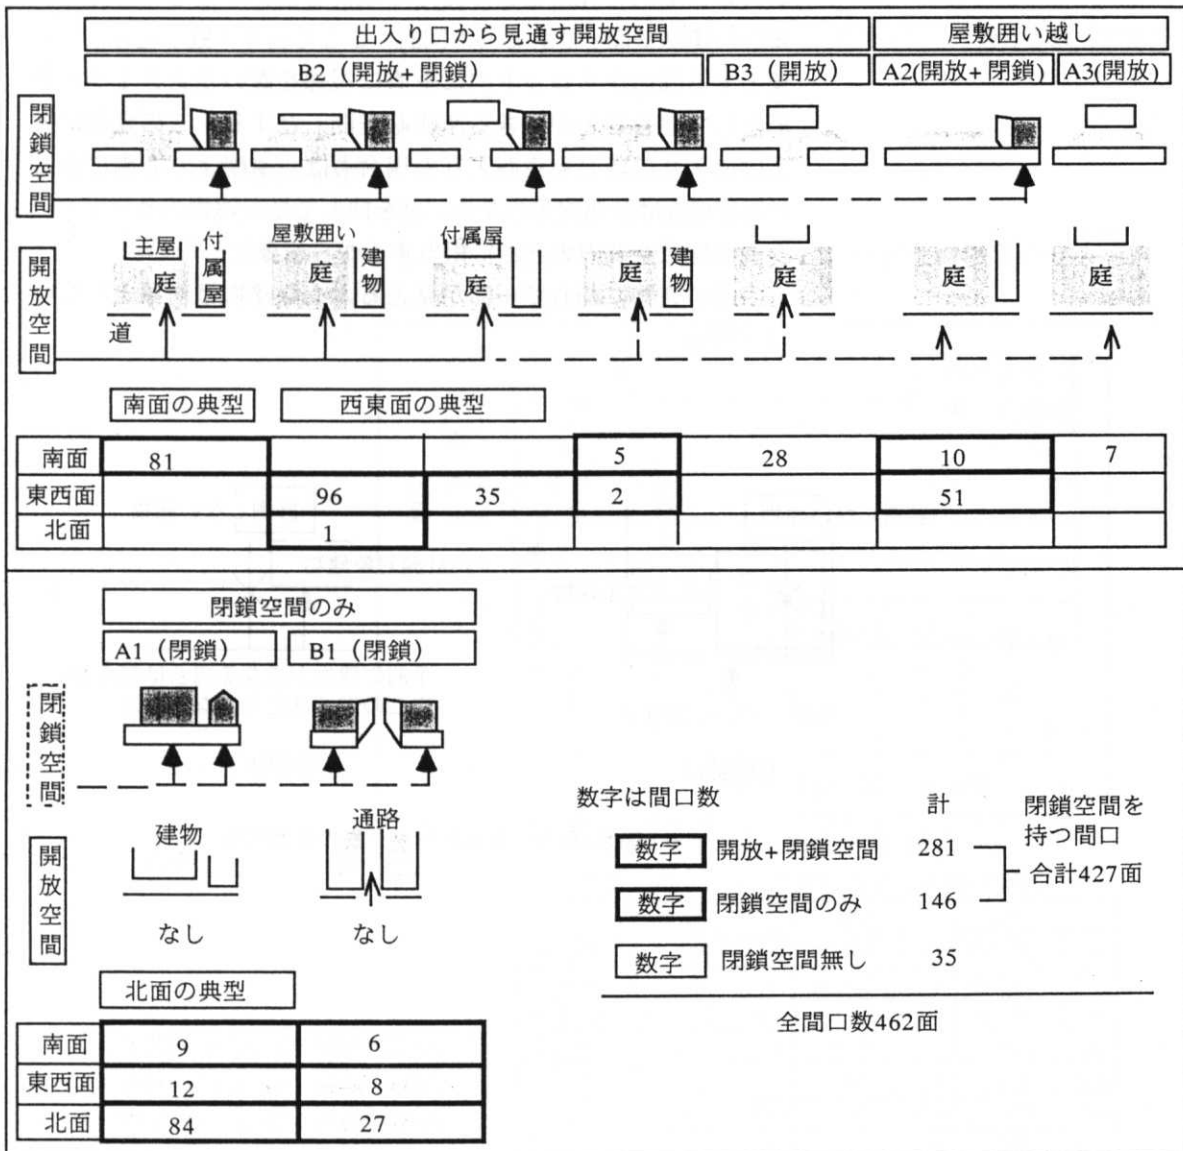 出入り口から見通す開放空間 屋敷囲い越し
B2（開放+ 閉鎖） B3（開放） A2(開放+ 閉鎖) A3(開放)
閉鎖空間
主屋 付属屋 屋敷囲い 建物 付属屋 建物
庭 庭 庭 庭 庭 庭 庭
開放空間
道
南面の典型 西東面の典型
南面 81 5 28 10 7
東西面 96 35 2 51
北面 1
閉鎖空間のみ
A1（閉鎖） B1（閉鎖）
閉鎖空間
建物 通路
開放空間
なし なし
北面の典型
南面 9 6
東西面 12 8
北面 84 27
数字は間口数 計 閉鎖空間を
持つ間口
数字 開放+閉鎖空間 281
合計427面
数字 閉鎖空間のみ 146
数字 閉鎖空間無し 35
全間口数462面